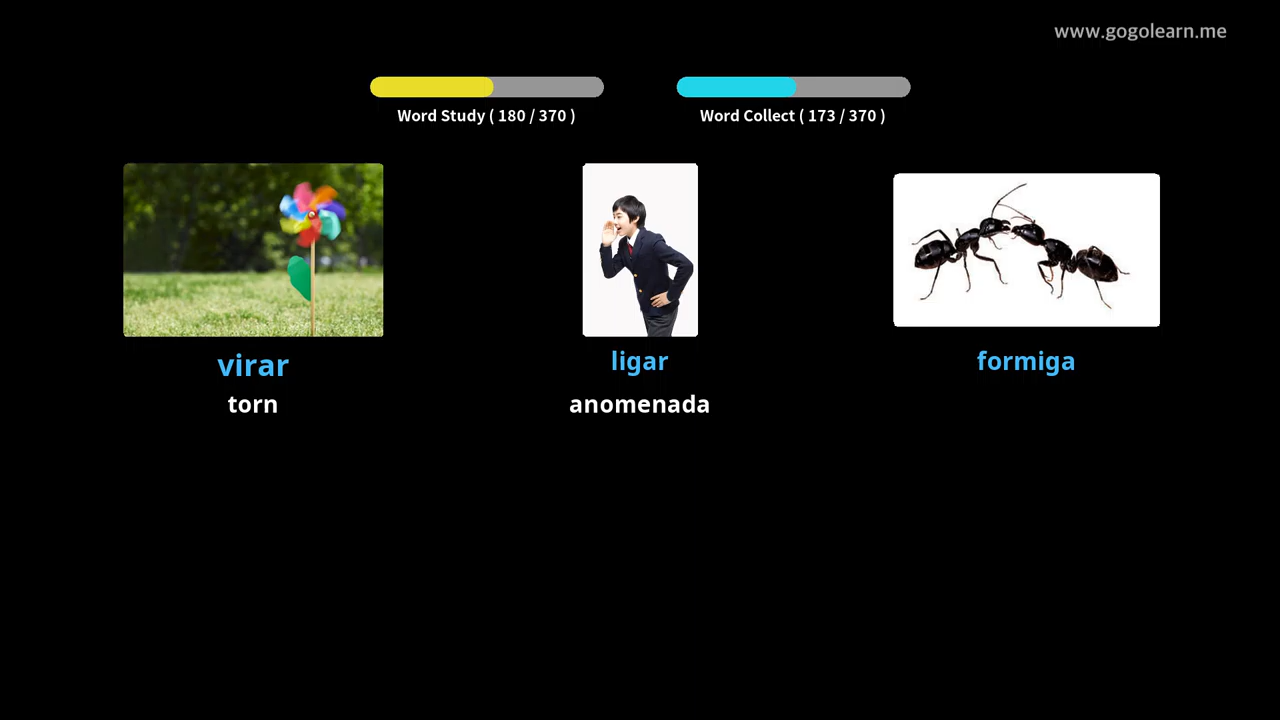 www.gogolearn.me
Word Study ( 180 / 370 )
Word Collect ( 173 / 370 )
virar
ligar
formiga
torn
anomenada